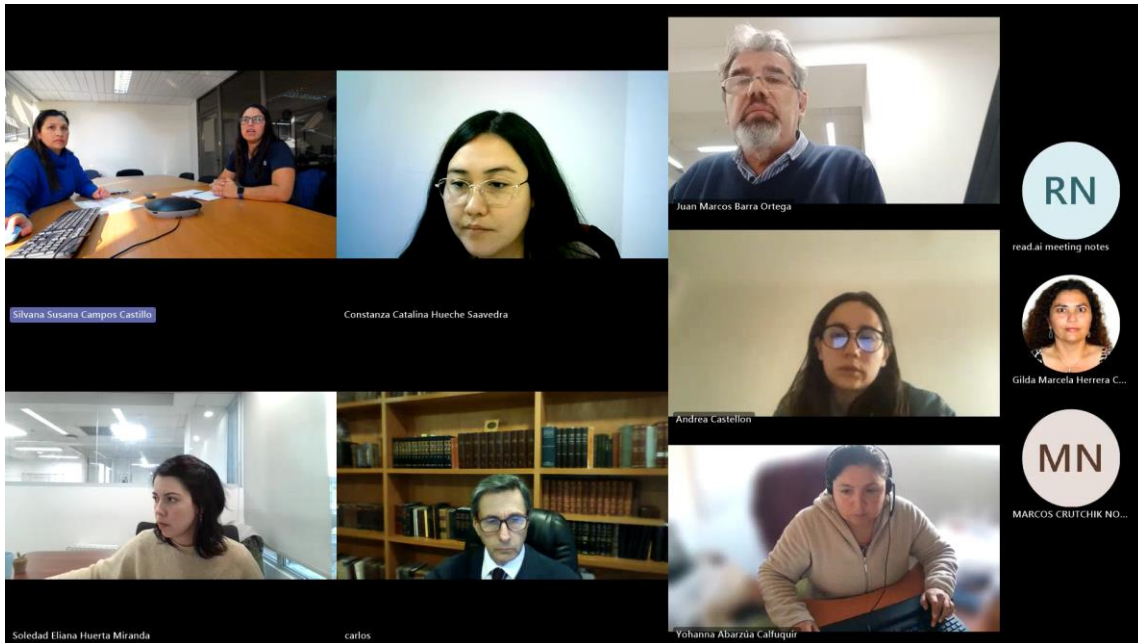 Silvana Susana Campos Castillo
Constanza Catalina Hueche Saavedra
Juan Marcos Barra Ortega
Andrea Castellon
Soledad Eliana Huerta Miranda
carlos
Yohanna Abarzúa Calfuquir
RN
read.ai meeting notes
Gilda Marcela Herrera C...
MN
MARCOS CRUTCHIK NO...